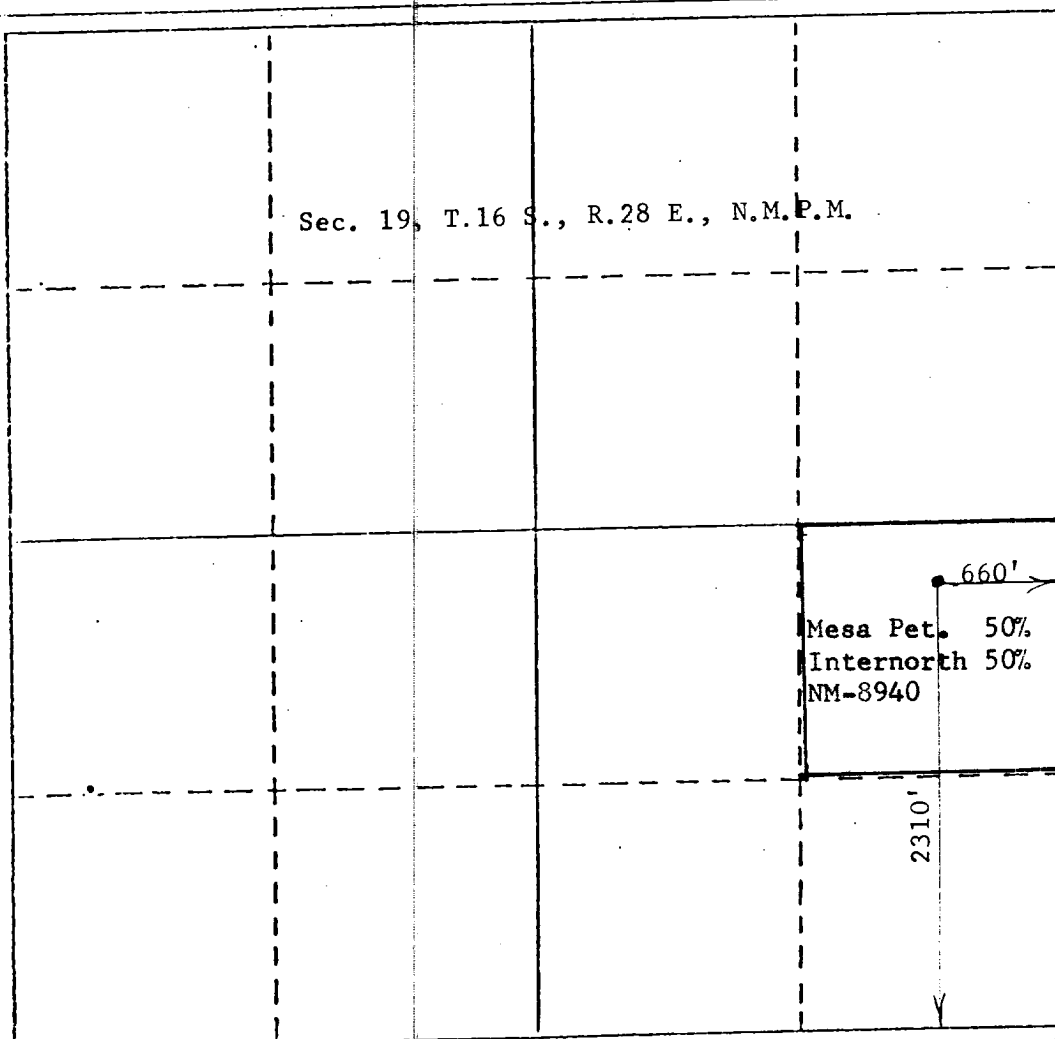 Sec. 19, T.16 S., R.28 E., N.M.P.M.
660'
Mesa Pet. 50%
Internorth 50%
NM-8940
2310'